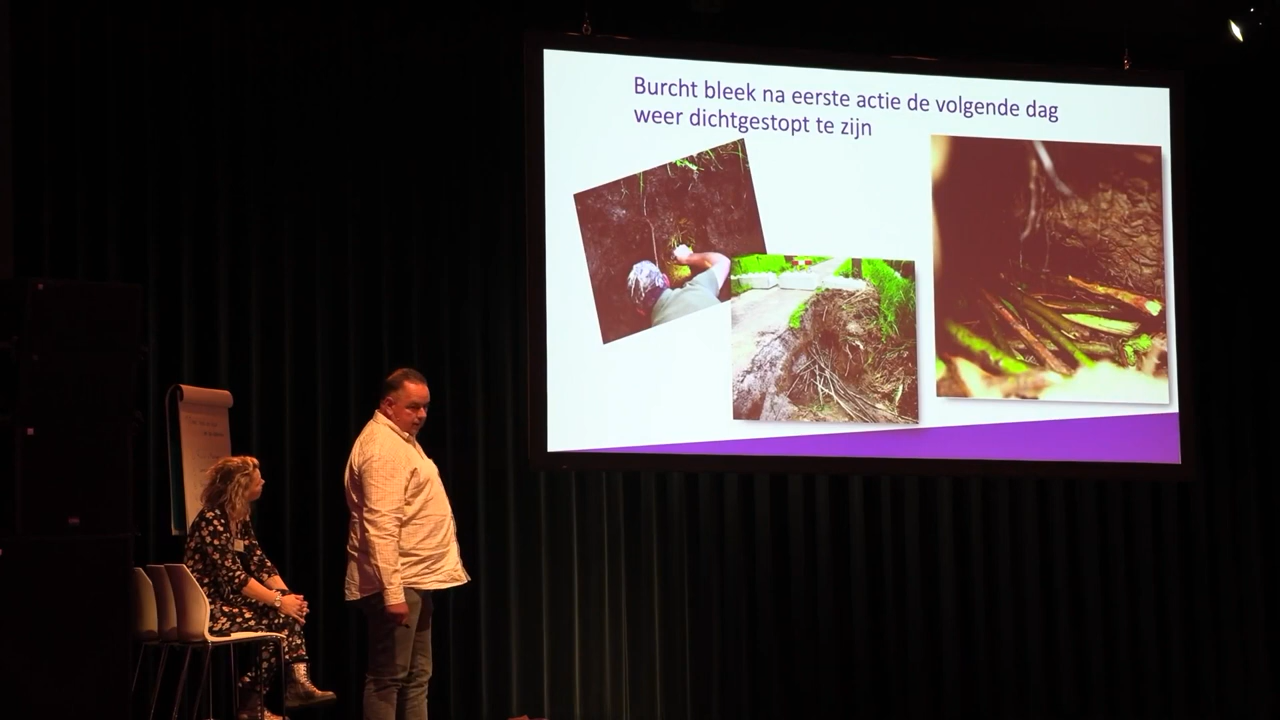 Burcht bleek na eerste actie de volgende dag
weer dichtgestopt te zijn